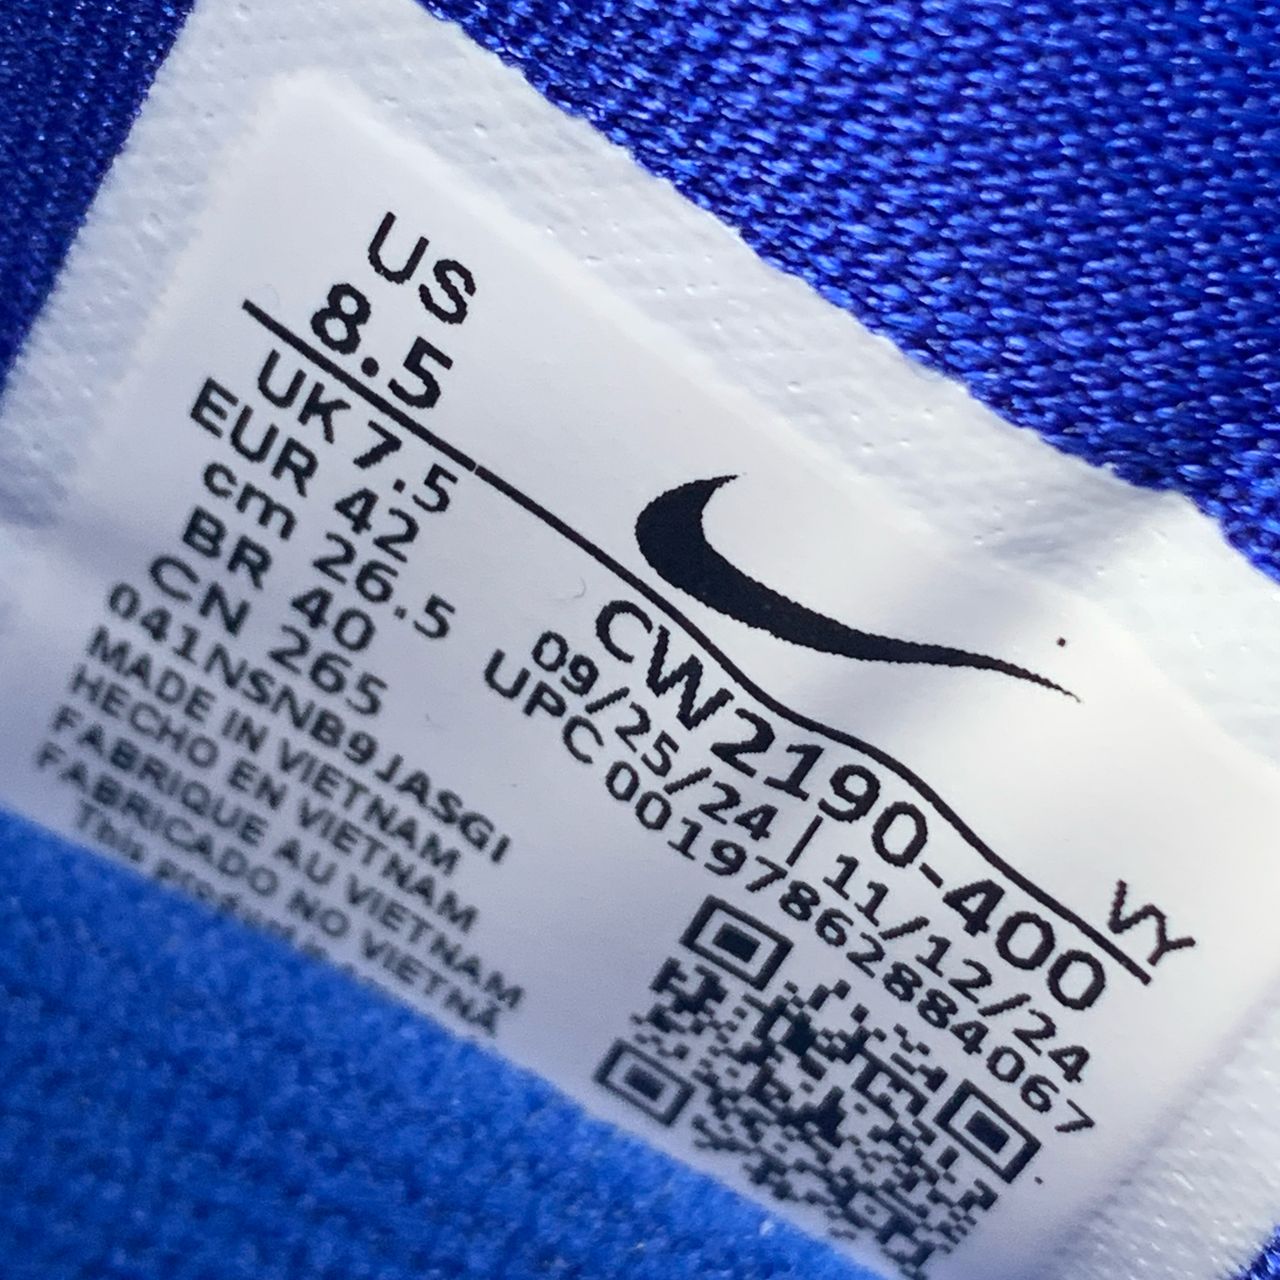 US
8.5
UK 7.5
EUR 42
cm 26.5
BR 40
CN 265
041NSNB9JASGI
MADE IN VIETNAM
HECHO EN VIETNAM
FABRIQUE AU VIETNAM
FABRICADO NO VIETNÃ
This product
VY
CW2190-400
09/25/24 | 11/12/24
UPC 00197862884067